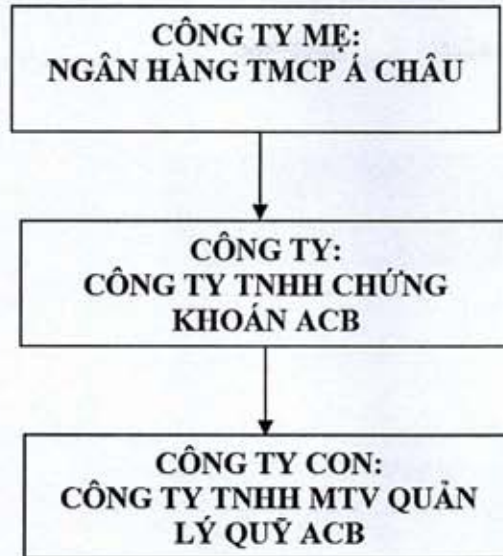 CÔNG TY MẸ:
NGÂN HÀNG TMCP Á CHÂU
CÔNG TY:
CÔNG TY TNHH CHỨNG
KHOÁN ACB
CÔNG TY CON:
CÔNG TY TNHH MTV QUẢN
LÝ QUỸ ACB